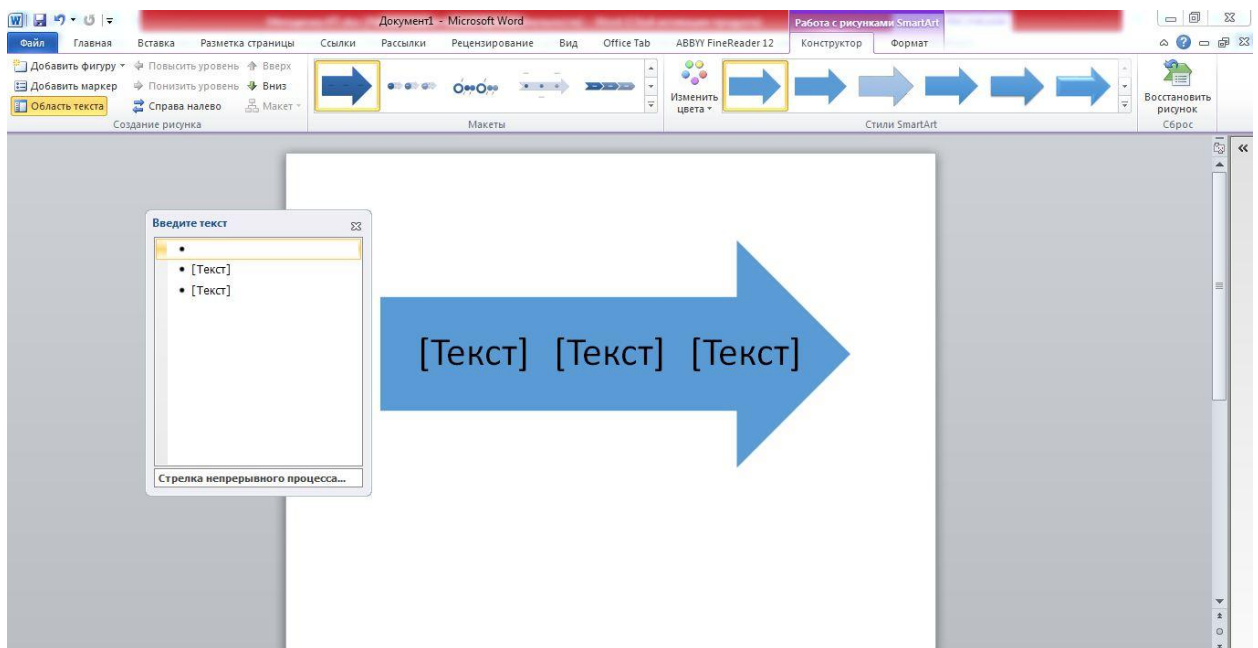 Документ1 - Microsoft Word
Работа с рисунками SmartArt
Файл Главная Вставка Разметка страницы Ссылки Рассылки Рецензирование Вид Office Tab ABBYY FineReader 12 Конструктор Формат
Добавить фигуру Повысить уровень Вверх
Добавить маркер Понизить уровень Вниз
Область текста Справа налево Макет
Создание рисунка
Макеты
Изменить
цвета
Стили SmartArt
Восстановить
рисунок
Сброс
Введите текст
[Текст]
[Текст]
Стрелка непрерывного процесса...
[Текст] [Текст] [Текст]